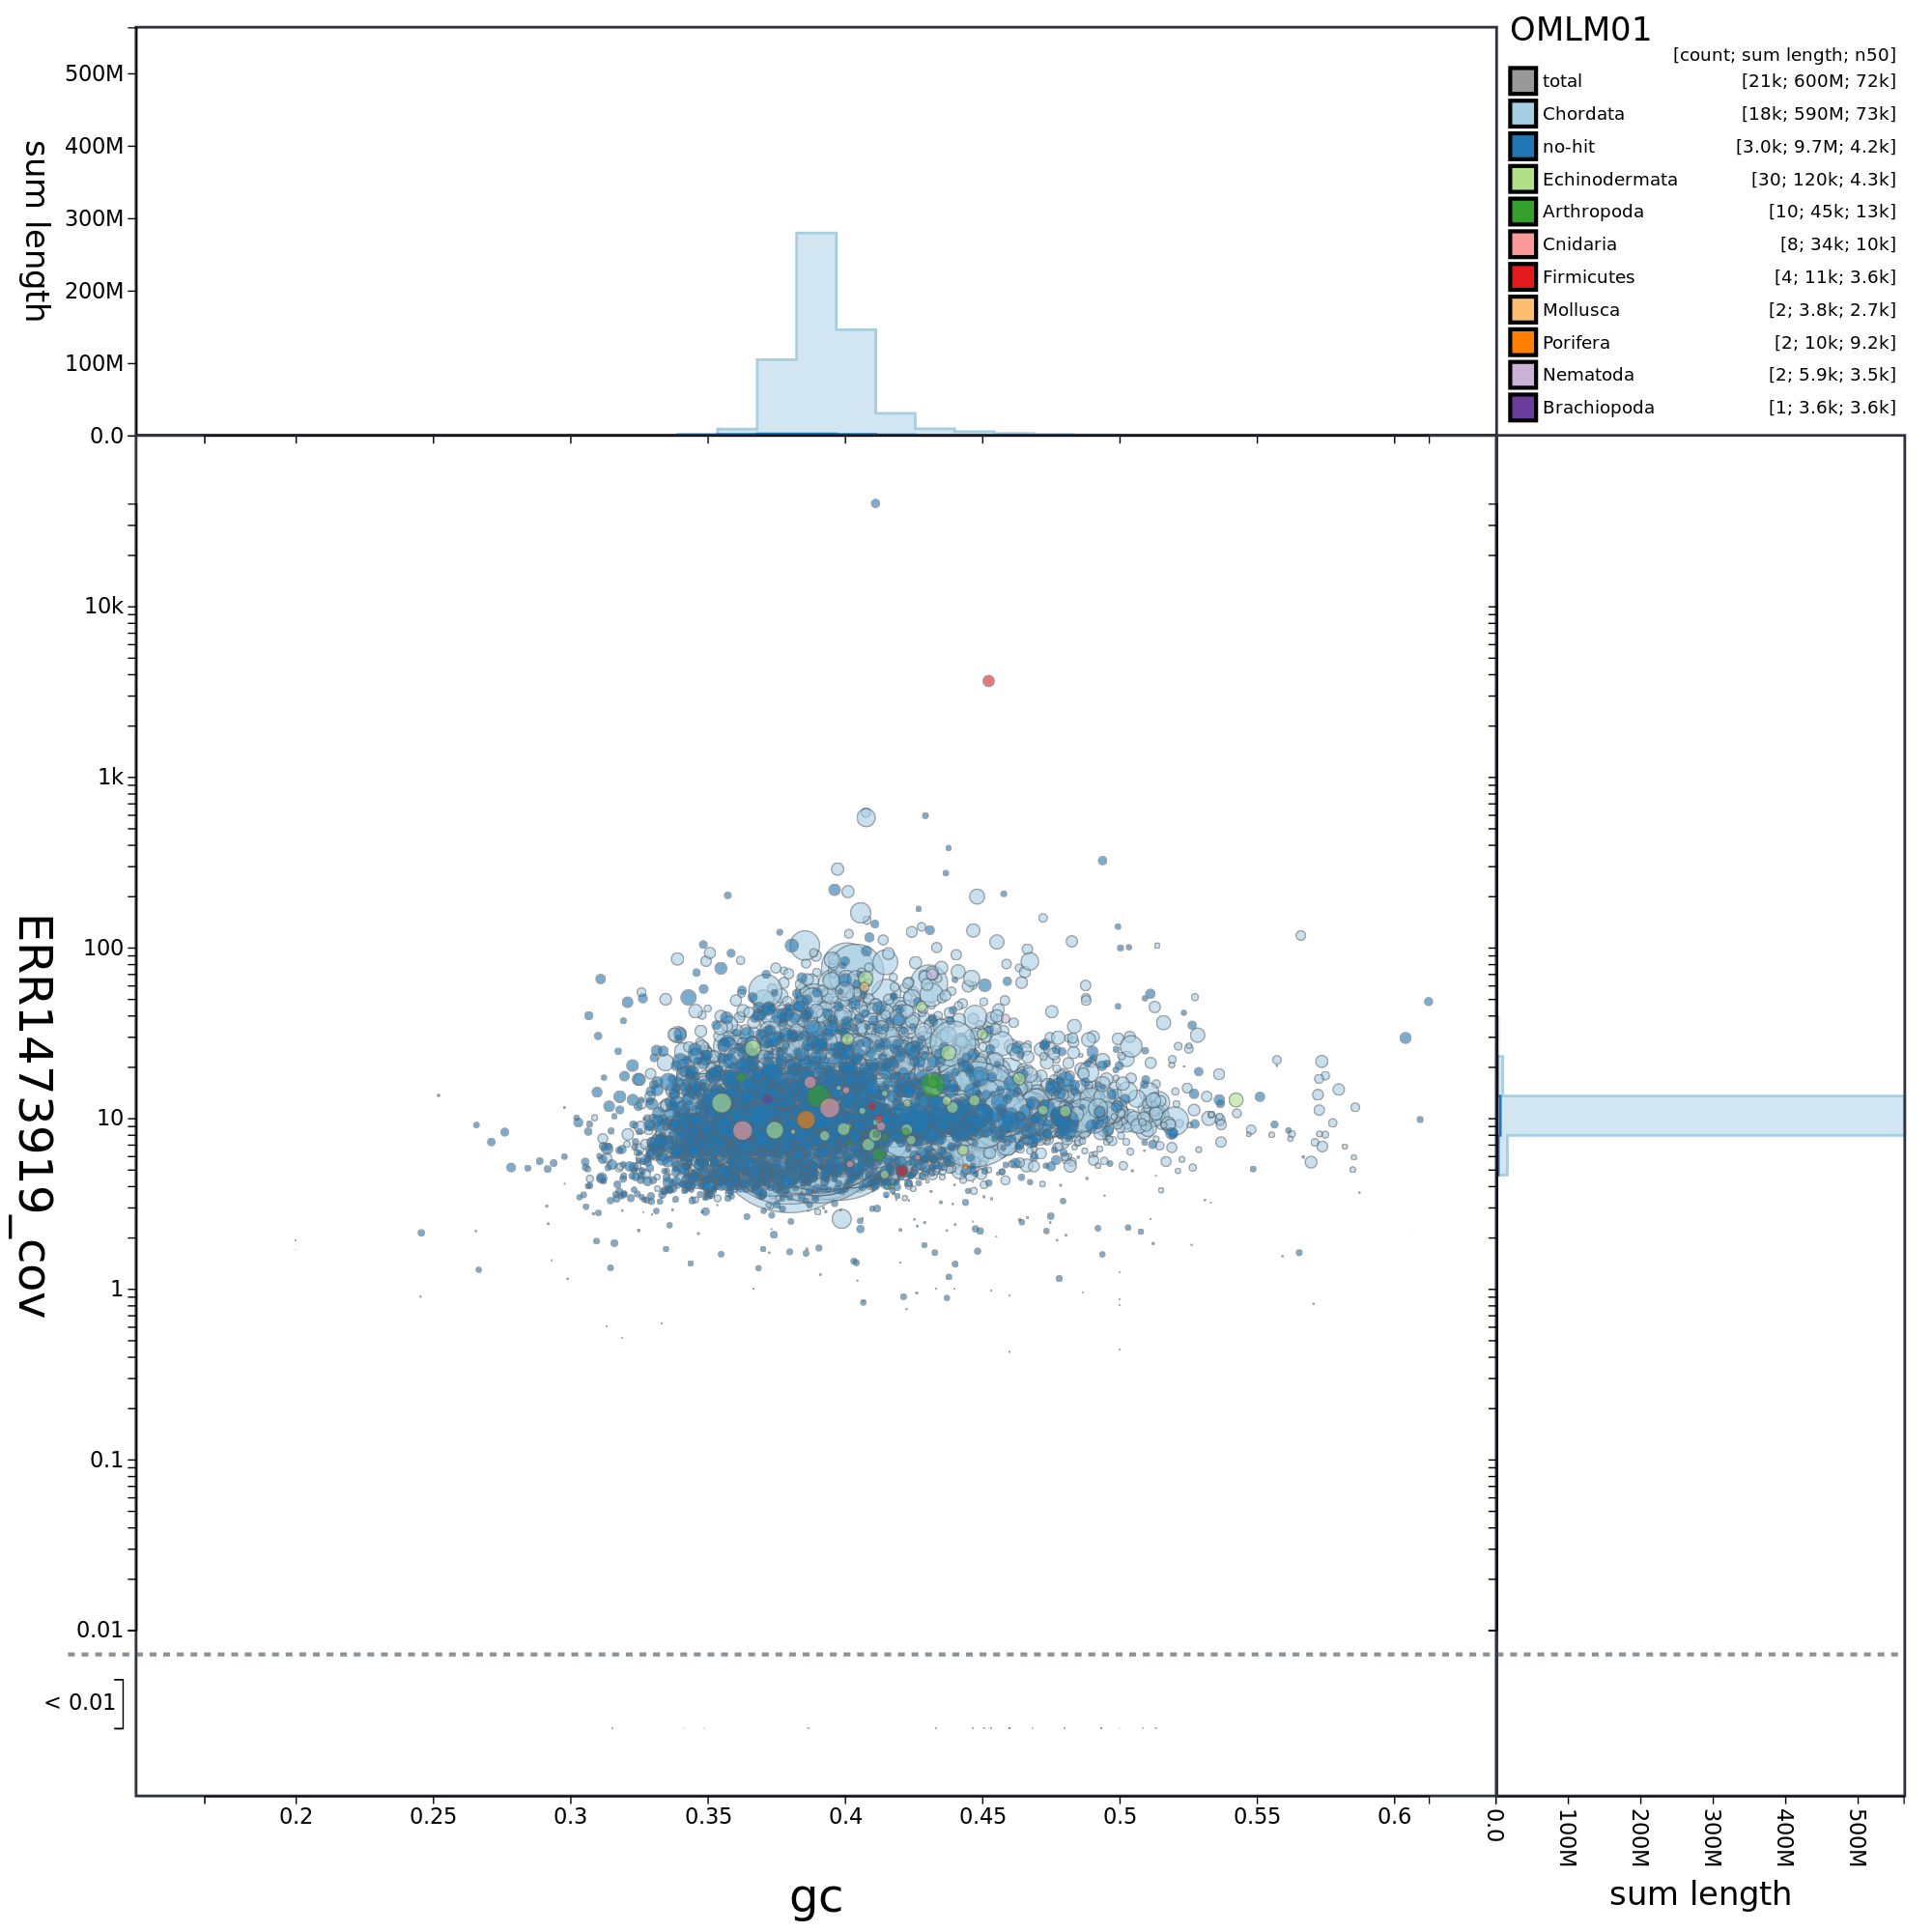 OMLM01
[count; sum length; n50]
total [21k; 600M; 72k]
Chordata [18k; 590M; 73k]
no-hit [3.0k; 9.7M; 4.2k]
Echinodermata [30; 120k; 4.3k]
Arthropoda [10; 45k; 13k]
Cnidaria [8; 34k; 10k]
Firmicutes [4; 11k; 3.6k]
Mollusca [2; 3.8k; 2.7k]
Porifera [2; 10k; 9.2k]
Nematoda [2; 5.9k; 3.5k]
Brachiopoda [1; 3.6k; 3.6k]
sum length
500M
400M
300M
200M
100M
0.0
ERR1473919_cov
10k
1k
100
10
1
0.1
0.01
< 0.01
0.2 0.25 0.3 0.35 0.4 0.45 0.5 0.55 0.6
gc
0.0 100M 200M 300M 400M 500M
sum length